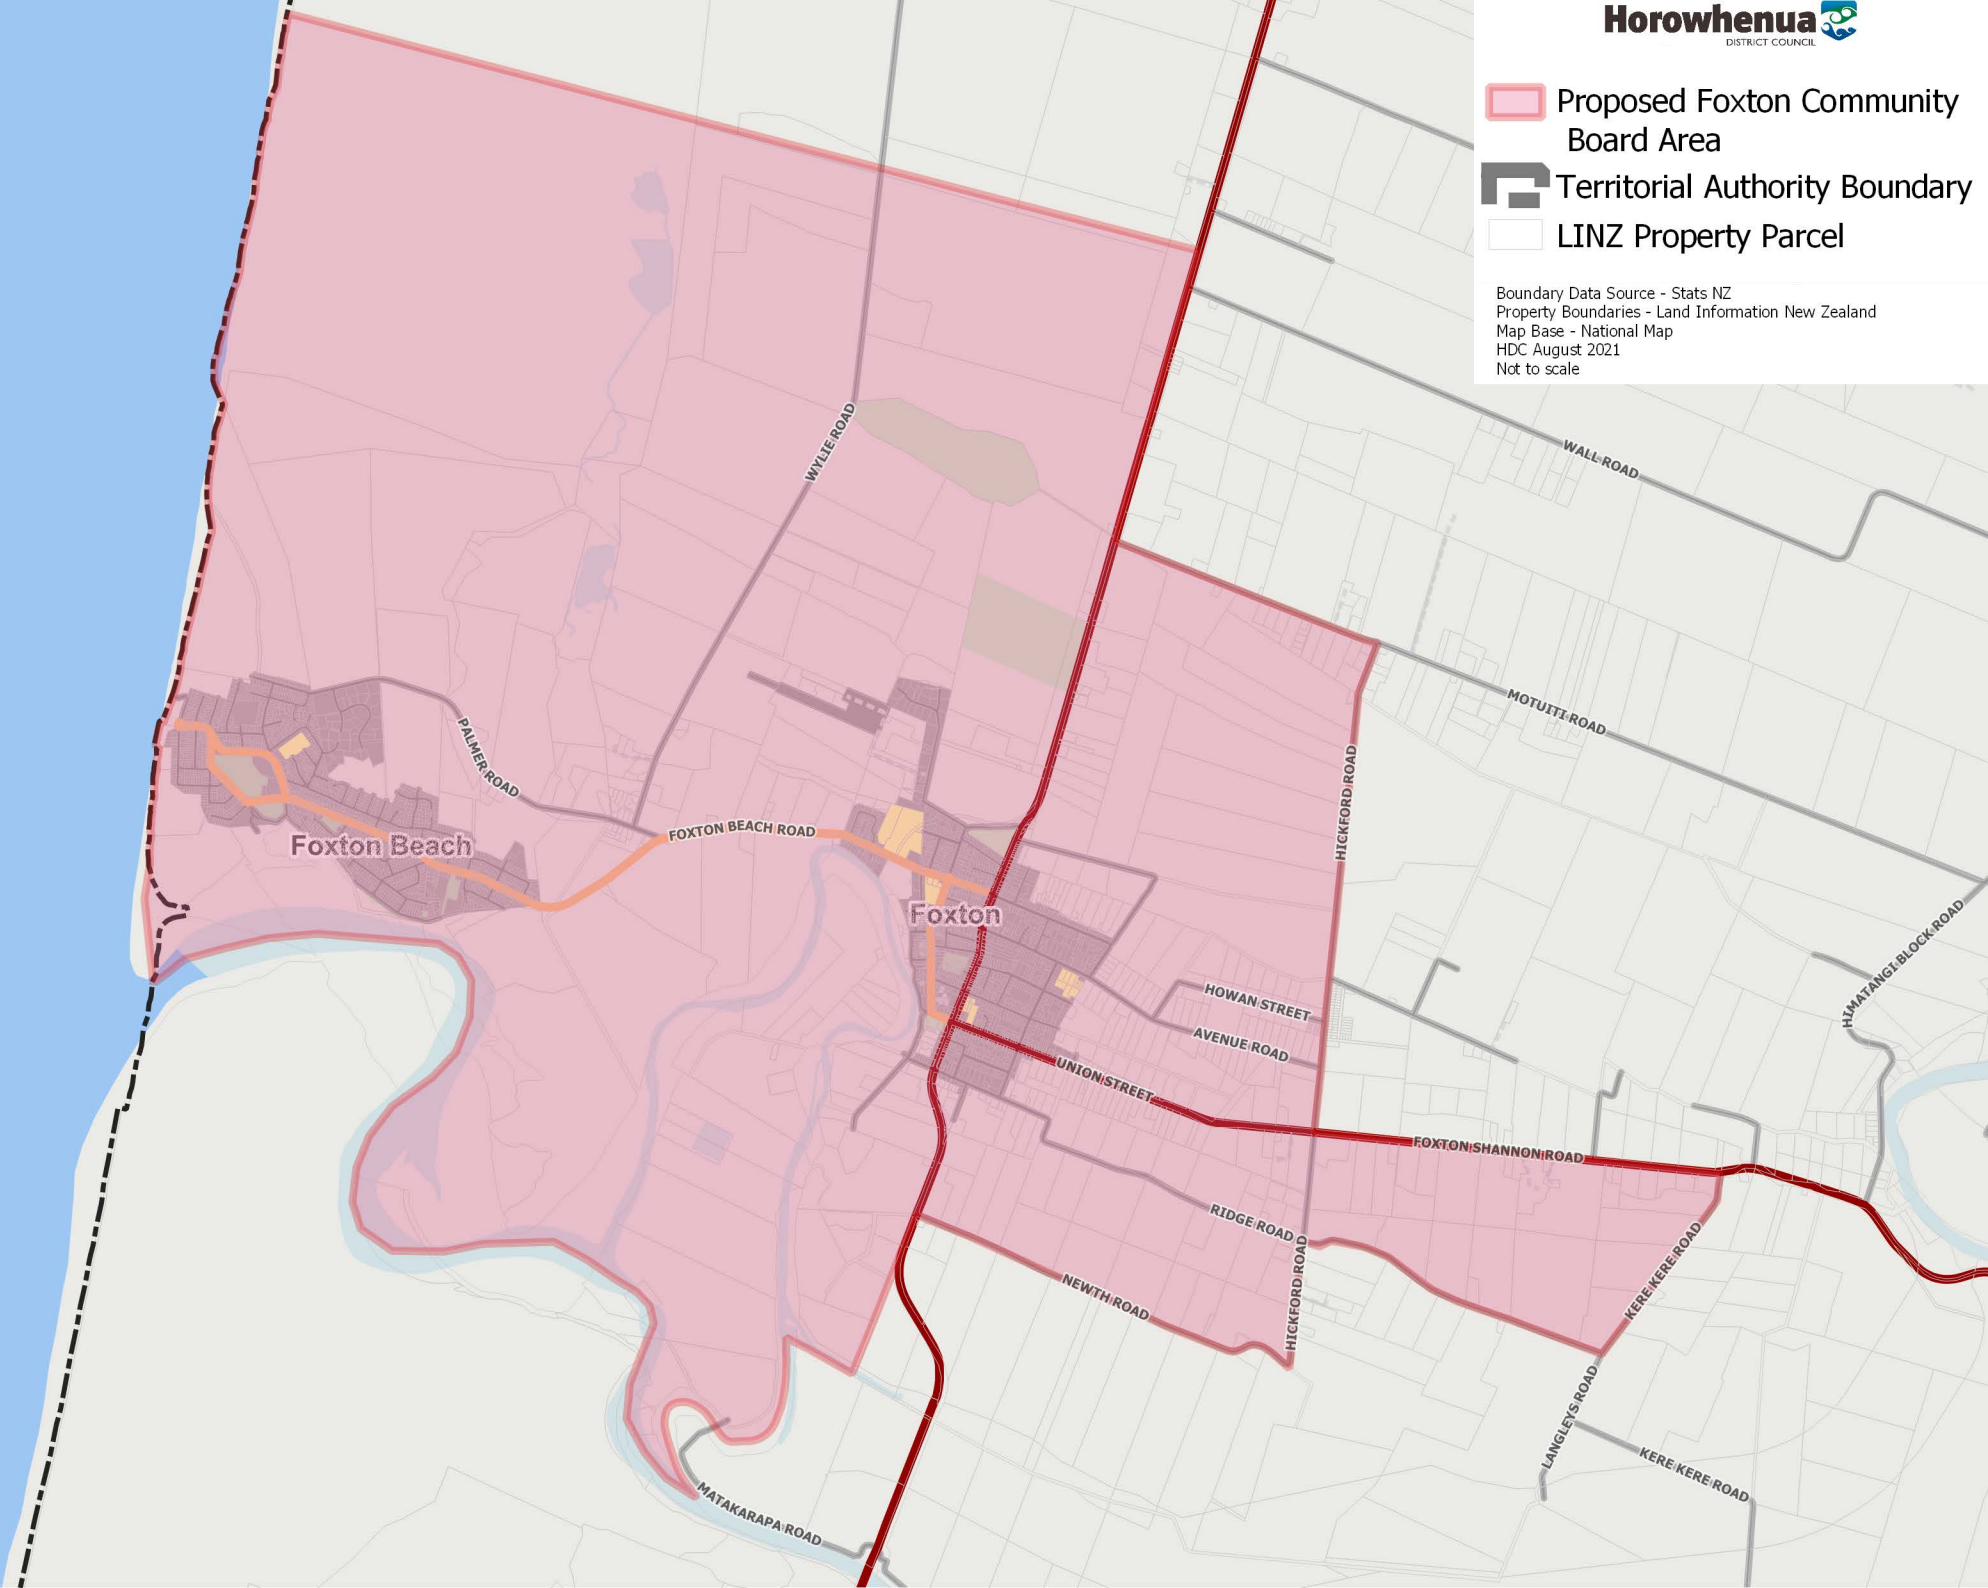 Horowhenua
DISTRICT COUNCIL
Proposed Foxton Community
Board Area
Territorial Authority Boundary
LINZ Property Parcel
Boundary Data Source - Stats NZ
Property Boundaries - Land Information New Zealand
Map Base - National Map
HDC August 2021
Not to scale
WYLIE ROAD
WALL ROAD
MOTUITI ROAD
PALMER ROAD
HICKFORD ROAD
FOXTON BEACH ROAD
Foxton Beach
Foxton
HIMATANGI BLOCK ROAD
HOWAN STREET
AVENUE ROAD
UNION STREET
FOXTON SHANNON ROAD
RIDGE ROAD
KERE KERE ROAD
NEWTH ROAD
HICKFORD ROAD
LANGLEYS ROAD
KERE KERE ROAD
MATAKARAPA ROAD